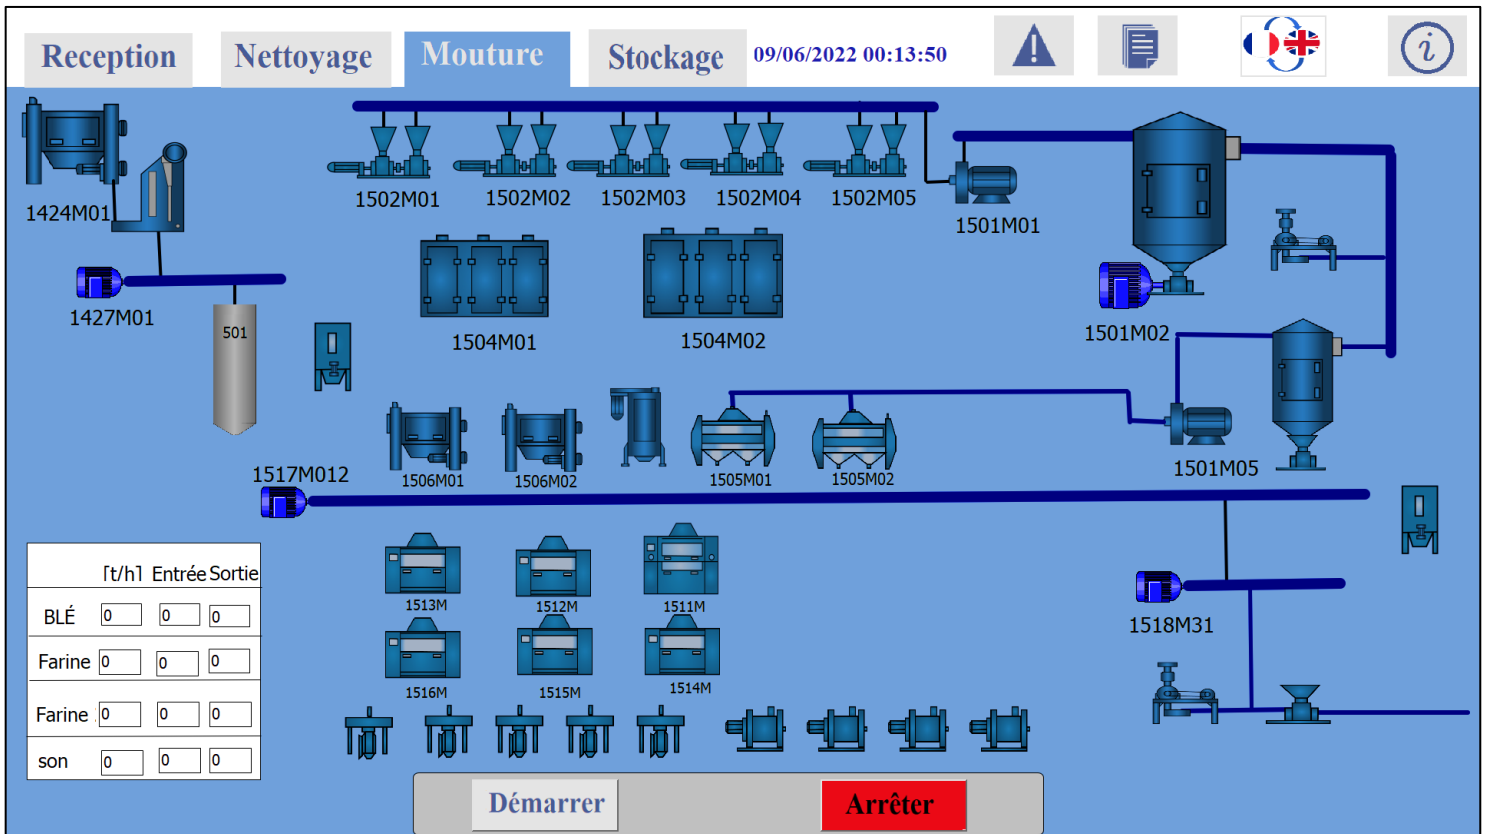 Reception Nettoyage Mouture Stockage 09/06/2022 00:13:50
1424M01
1502M01 1502M02 1502M03 1502M04 1502M05
1501M01
1427M01
501
1504M01 1504M02
1501M02
1506M01 1506M02 1505M01 1505M02
1501M05
1517M012
1513M 1512M 1511M
1516M 1515M 1514M
1518M31
[t/h] Entrée Sortie
BLÉ 0 0 0
Farine 0 0 0
Farine 0 0 0
son 0 0 0
Démarrer Arrêter